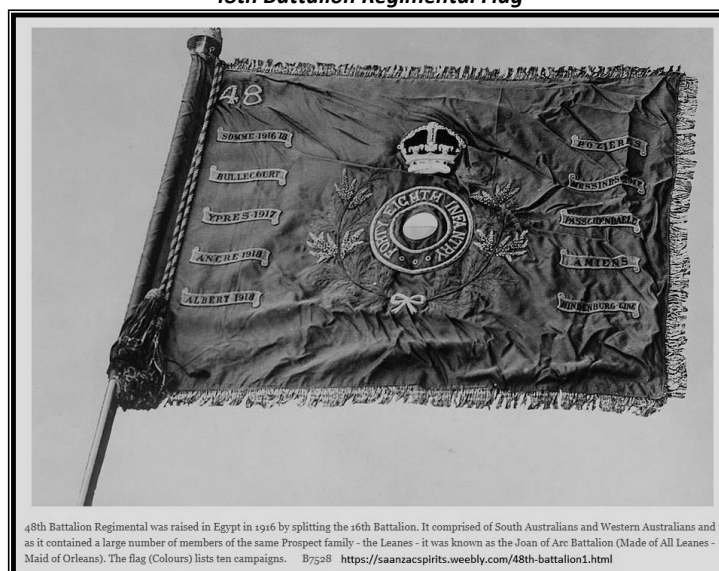 48th Battalion Regimental Flag
48
SOMME 1916-18
BULLECOURT
YPRES 1917
ANCRE 1918
ALBERT 1918
FORTY EIGHTH INFANTRY
POZIERES
MESSINES 1917
PASSCHENDAELE
AMIENS
HINDENBURG LINE
48th Battalion Regimental was raised in Egypt in 1916 by splitting the 16th Battalion. It comprised of South Australians and Western Australians and
as it contained a large number of members of the same Prospect family - the Leanes - it was known as the Joan of Arc Battalion (Made of All Leanes -
Maid of Orleans). The flag (Colours) lists ten campaigns. B7528 https://saanzacspirits.weebly.com/48th-battalion1.html